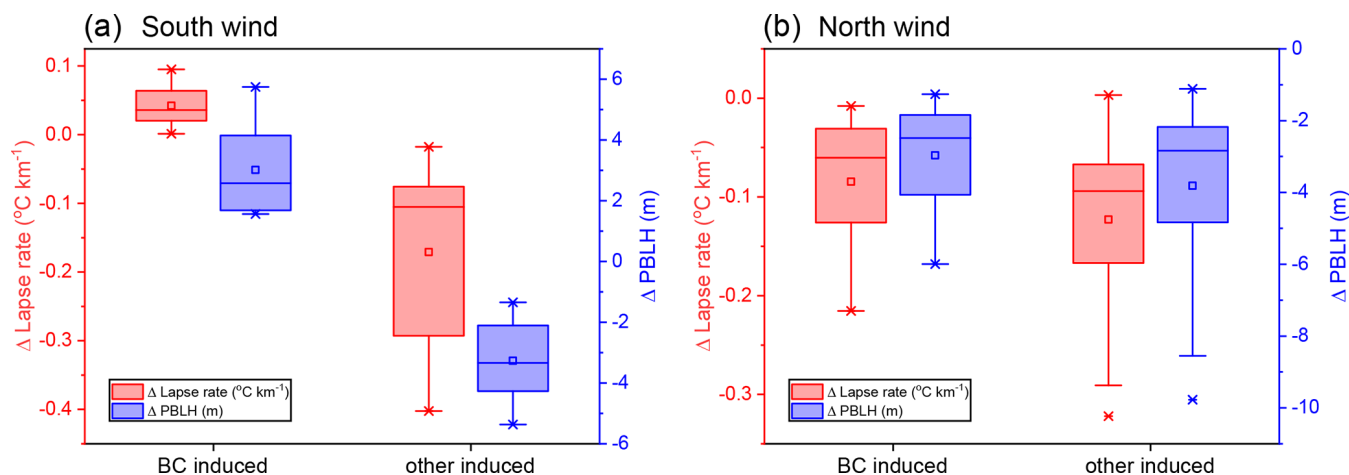 (a) South wind
0.1
0.0
-0.1
-0.2
-0.3
-0.4
Δ Lapse rate (°C km⁻¹)
6
4
2
0
-2
-4
-6
Δ PBLH (m)
Δ Lapse rate (°C km⁻¹)
Δ PBLH (m)
BC induced
other induced
(b) North wind
0.0
-0.1
-0.2
-0.3
Δ Lapse rate (°C km⁻¹)
0
-2
-4
-6
-8
-10
Δ PBLH (m)
Δ Lapse rate (°C km⁻¹)
Δ PBLH (m)
BC induced
other induced